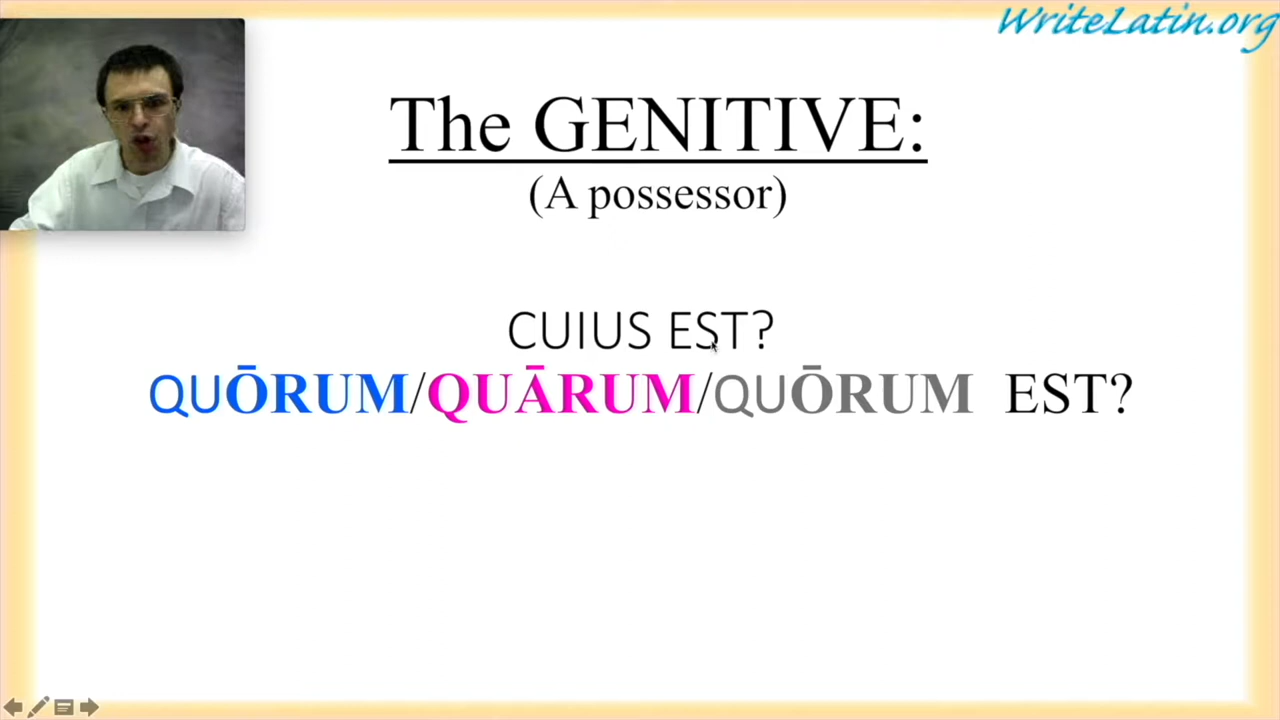 WriteLatin.org
The GENITIVE:
(A possessor)
CUIUS EST?
QUŌRUM/QUĀRUM/QUŌRUM EST?